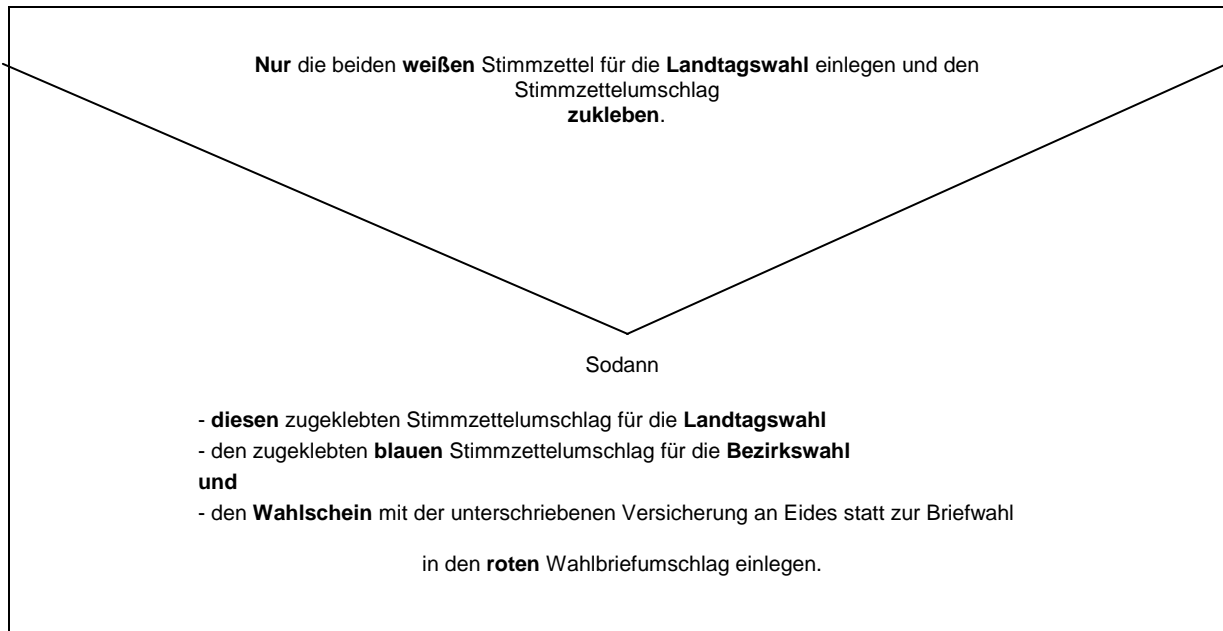 Nur die beiden weißen Stimmzettel für die Landtagswahl einlegen und den
Stimmzettelumschlag
zukleben.
Sodann
- diesen zugeklebten Stimmzettelumschlag für die Landtagswahl
- den zugeklebten blauen Stimmzettelumschlag für die Bezirkswahl
und
- den Wahlschein mit der unterschriebenen Versicherung an Eides statt zur Briefwahl
in den roten Wahlbriefumschlag einlegen.